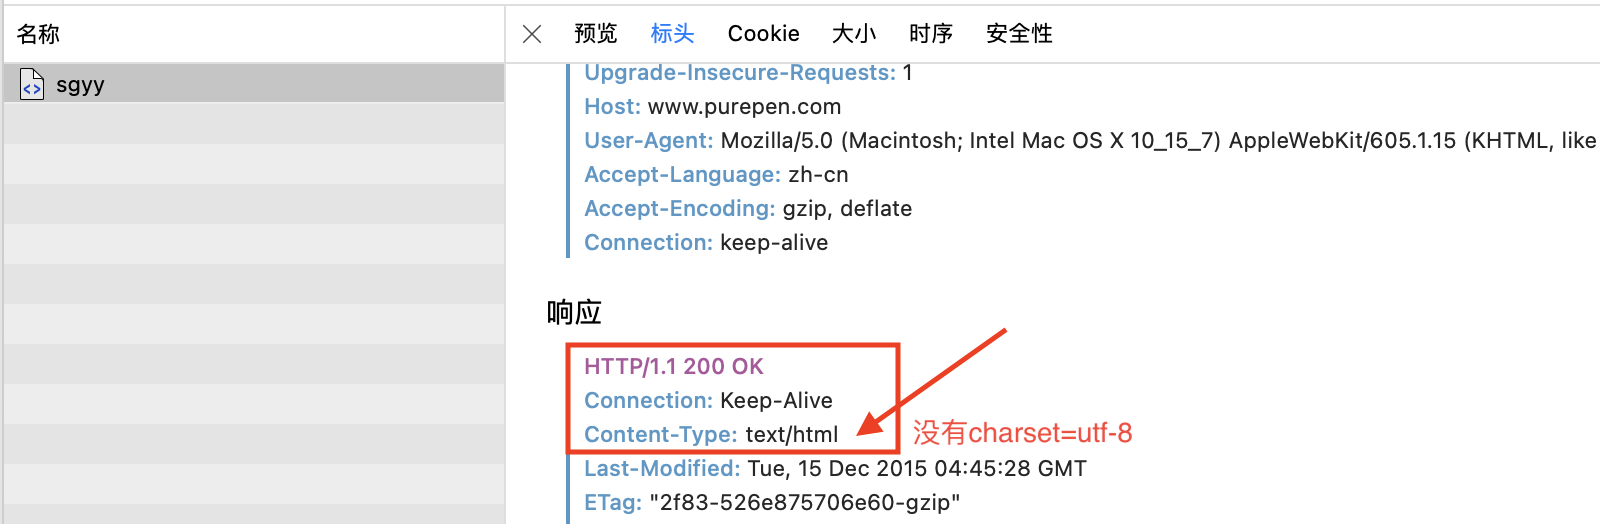 名称
预览 标头 Cookie 大小 时序 安全性
sgyy
Upgrade-Insecure-Requests: 1
Host: www.purepen.com
User-Agent: Mozilla/5.0 (Macintosh; Intel Mac OS X 10_15_7) AppleWebKit/605.1.15 (KHTML, like
Accept-Language: zh-cn
Accept-Encoding: gzip, deflate
Connection: keep-alive
响应
HTTP/1.1 200 OK
Connection: Keep-Alive
Content-Type: text/html
没有charset=utf-8
Last-Modified: Tue, 15 Dec 2015 04:45:28 GMT
ETag: "2f83-526e875706e60-gzip"